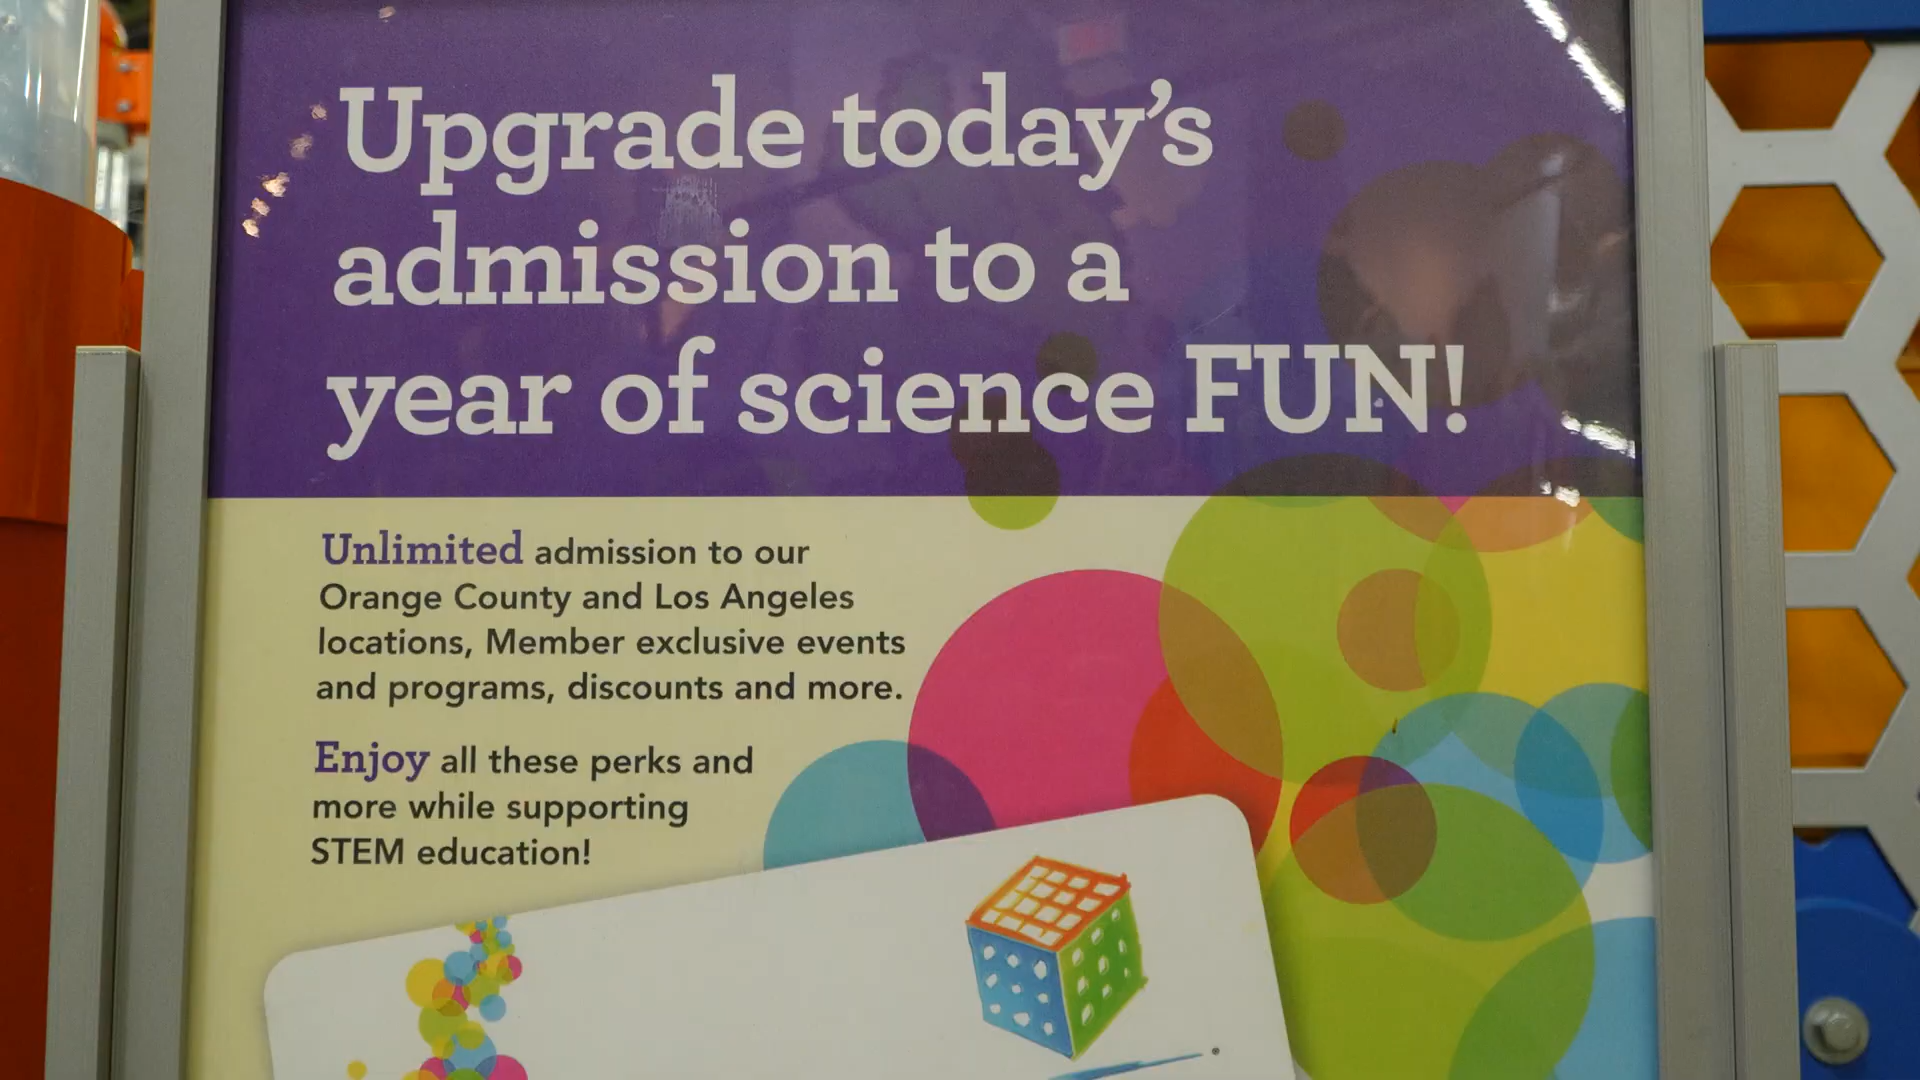 Upgrade today's
admission to a
year of science FUN!
Unlimited admission to our
Orange County and Los Angeles
locations, Member exclusive events
and programs, discounts and more.
Enjoy all these perks and
more while supporting
STEM education!